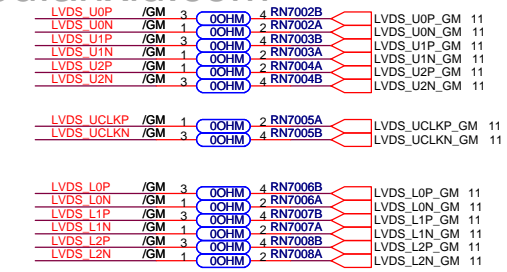 LVDS_U0P /GM 3 0OHM 4 RN7002B LVDS_U0P_GM 11
LVDS_U0N /GM 1 0OHM 2 RN7002A LVDS_U0N_GM 11
LVDS_U1P /GM 3 0OHM 4 RN7003B LVDS_U1P_GM 11
LVDS_U1N /GM 1 0OHM 2 RN7003A LVDS_U1N_GM 11
LVDS_U2P /GM 1 0OHM 2 RN7004A LVDS_U2P_GM 11
LVDS_U2N /GM 3 0OHM 4 RN7004B LVDS_U2N_GM 11
LVDS_UCLKP /GM 1 0OHM 2 RN7005A LVDS_UCLKP_GM 11
LVDS_UCLKN /GM 3 0OHM 4 RN7005B LVDS_UCLKN_GM 11
LVDS_L0P /GM 3 0OHM 4 RN7006B LVDS_L0P_GM 11
LVDS_L0N /GM 1 0OHM 2 RN7006A LVDS_L0N_GM 11
LVDS_L1P /GM 3 0OHM 4 RN7007B LVDS_L1P_GM 11
LVDS_L1N /GM 1 0OHM 2 RN7007A LVDS_L1N_GM 11
LVDS_L2P /GM 3 0OHM 4 RN7008B LVDS_L2P_GM 11
LVDS_L2N /GM 1 0OHM 2 RN7008A LVDS_L2N_GM 11